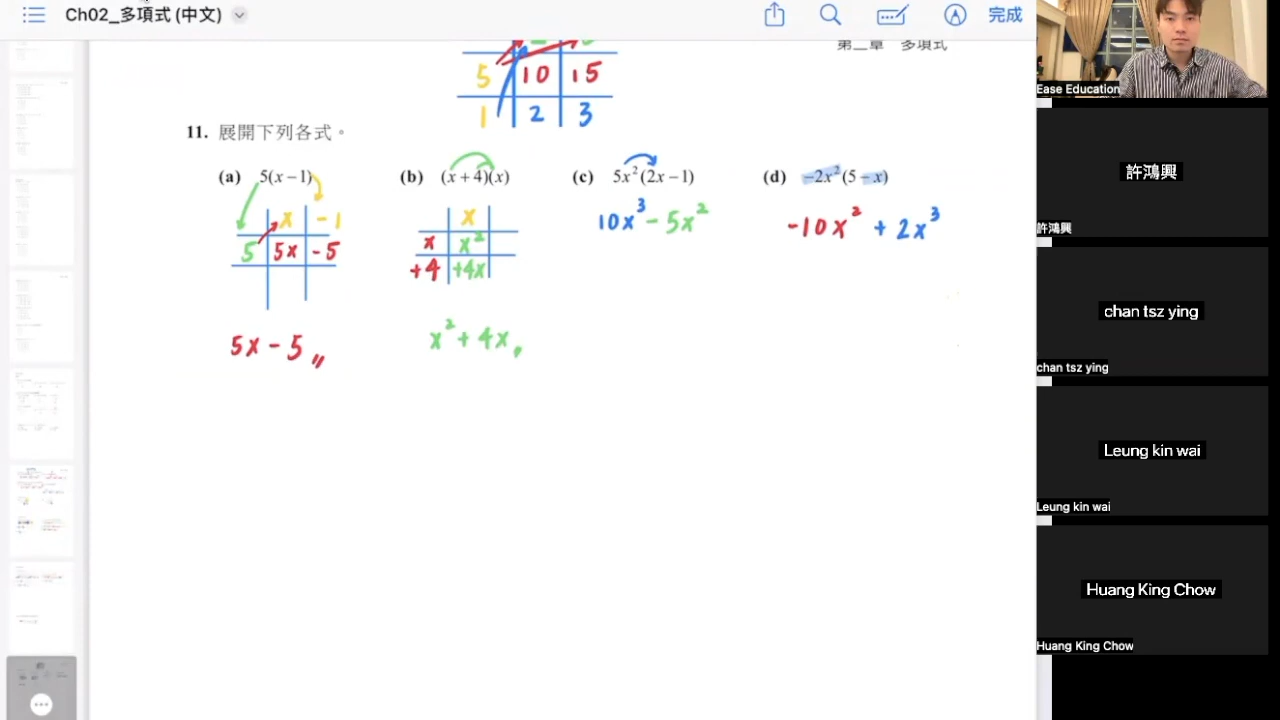 Ch02_多項式 (中文)
完成
第二章 多項式
5 10 15
1 2 3
11. 展開下列各式。
(a) 5(x − 1)
(b) (x + 4)(x)
(c) 5x²(2x − 1)
(d) −2x²(5 − x)
x -1
5 5x -5
5x - 5
x
x x²
+4 +4x
x² + 4x
10x³ - 5x²
-10x² + 2x³
Ease Education
許鴻興
許鴻興
chan tsz ying
chan tsz ying
Leung kin wai
Leung kin wai
Huang King Chow
Huang King Chow